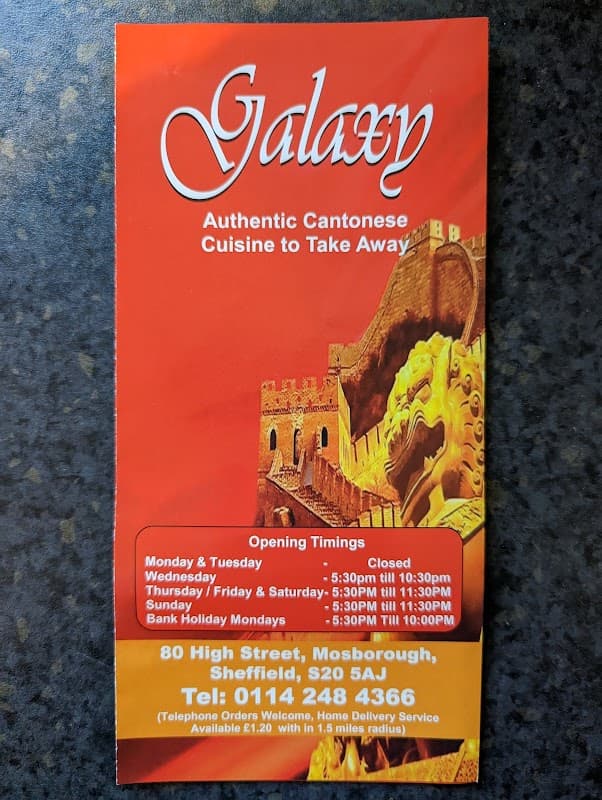 Galaxy
Authentic Cantonese
Cuisine to Take Away
Opening Timings
Monday & Tuesday - Closed
Wednesday - 5:30pm till 10:30pm
Thursday / Friday & Saturday- 5:30PM till 11:30PM
Sunday - 5:30PM till 11:30PM
Bank Holiday Mondays - 5:30PM Till 10:00PM
80 High Street, Mosborough,
Sheffield, S20 5AJ
Tel: 0114 248 4366
(Telephone Orders Welcome, Home Delivery Service
Available £1.20 with in 1.5 miles radius)